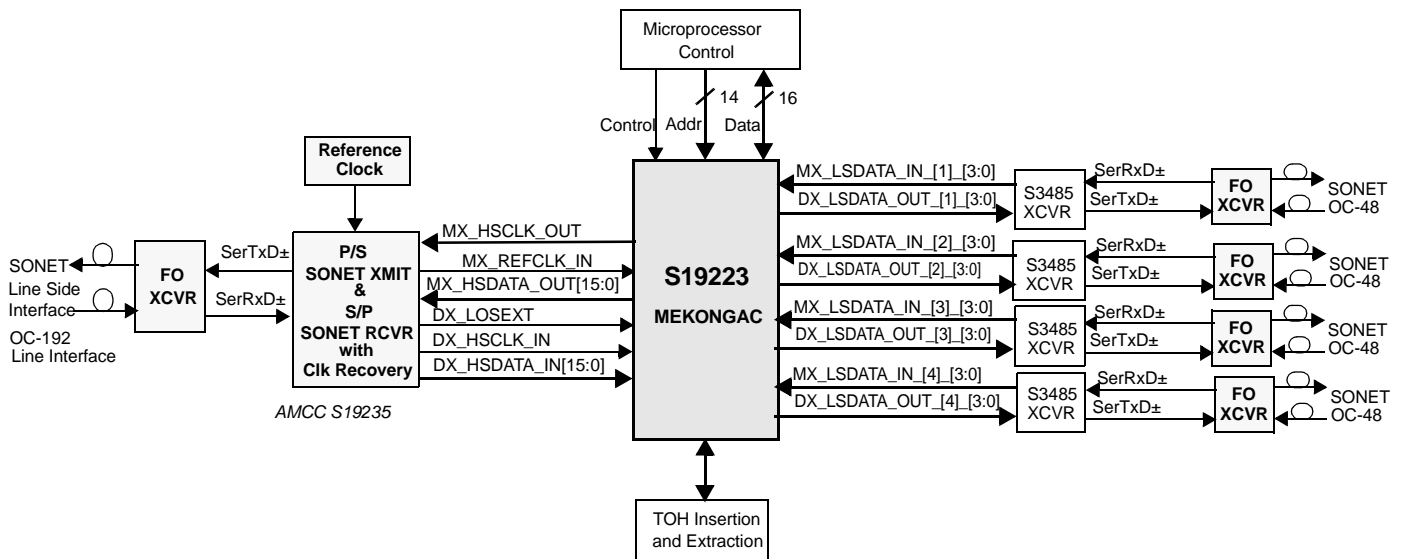 Microprocessor
Control
14
16
Control
Addr
Data
Reference
Clock
SONET
Line Side
Interface
OC-192
Line Interface
FO
XCVR
SerTxD±
SerRxD±
P/S
SONET XMIT
&
S/P
SONET RCVR
with
Clk Recovery
AMCC S19235
MX_HSCLK_OUT
MX_REFCLK_IN
MX_HSDATA_OUT[15:0]
DX_LOSEXT
DX_HSCLK_IN
DX_HSDATA_IN[15:0]
S19223
MEKONGAC
MX_LSDATA_IN_[1]_[3:0]
DX_LSDATA_OUT_[1]_[3:0]
S3485
XCVR
SerRxD±
SerTxD±
FO
XCVR
SONET
OC-48
MX_LSDATA_IN_[2]_[3:0]
DX_LSDATA_OUT_[2]_[3:0]
S3485
XCVR
SerRxD±
SerTxD±
FO
XCVR
SONET
OC-48
MX_LSDATA_IN_[3]_[3:0]
DX_LSDATA_OUT_[3]_[3:0]
S3485
XCVR
SerRxD±
SerTxD±
FO
XCVR
SONET
OC-48
MX_LSDATA_IN_[4]_[3:0]
DX_LSDATA_OUT_[4]_[3:0]
S3485
XCVR
SerRxD±
SerTxD±
FO
XCVR
SONET
OC-48
TOH Insertion
and Extraction